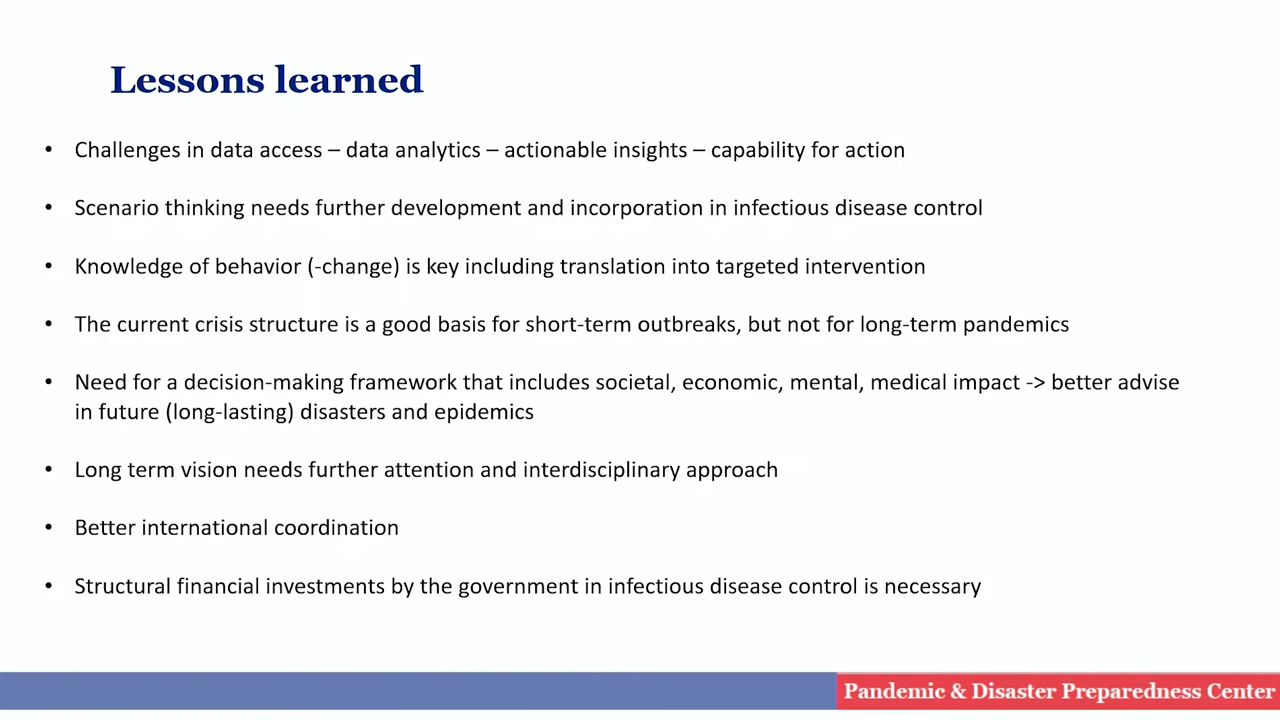 Lessons learned
• Challenges in data access – data analytics – actionable insights – capability for action
• Scenario thinking needs further development and incorporation in infectious disease control
• Knowledge of behavior (-change) is key including translation into targeted intervention
• The current crisis structure is a good basis for short-term outbreaks, but not for long-term pandemics
• Need for a decision-making framework that includes societal, economic, mental, medical impact -> better advise
in future (long-lasting) disasters and epidemics
• Long term vision needs further attention and interdisciplinary approach
• Better international coordination
• Structural financial investments by the government in infectious disease control is necessary
Pandemic & Disaster Preparedness Center